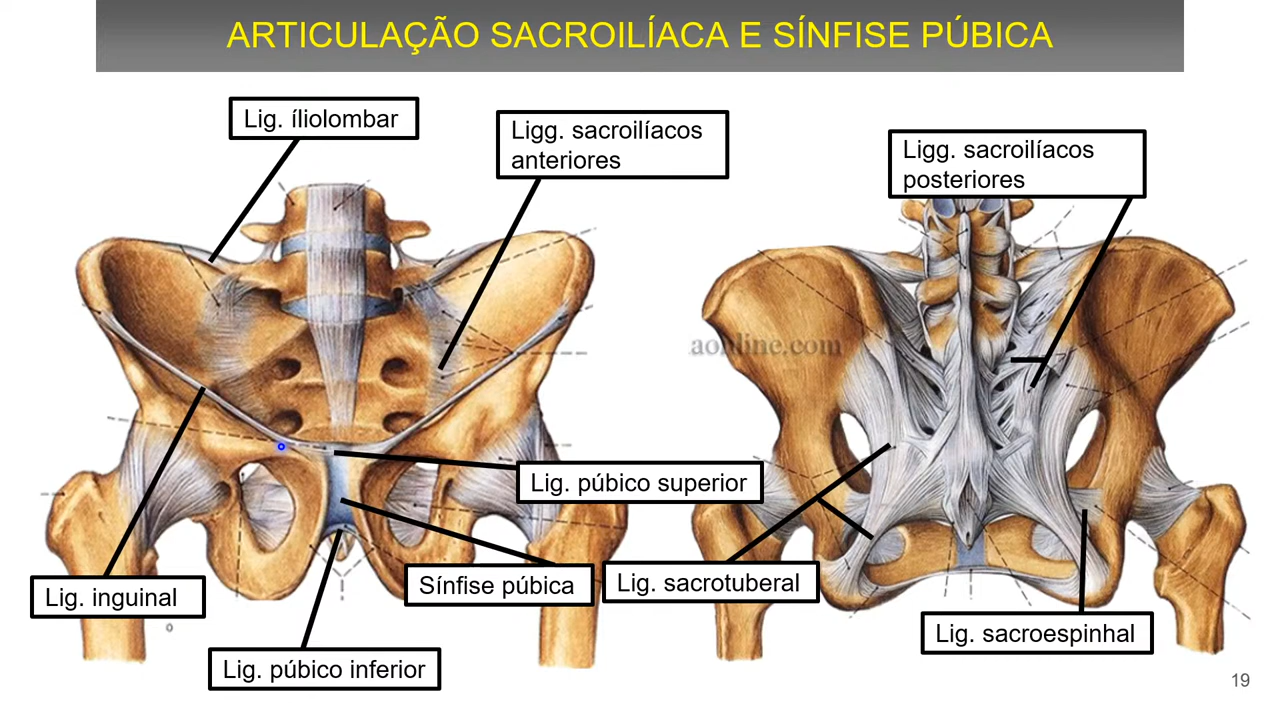 ARTICULAÇÃO SACROILÍACA E SÍNFISE PÚBICA
Lig. íliolombar
Ligg. sacroilíacos
anteriores
Ligg. sacroilíacos
posteriores
aonline.com
Lig. púbico superior
Sínfise púbica
Lig. sacrotuberal
Lig. inguinal
Lig. sacroespinhal
Lig. púbico inferior
19